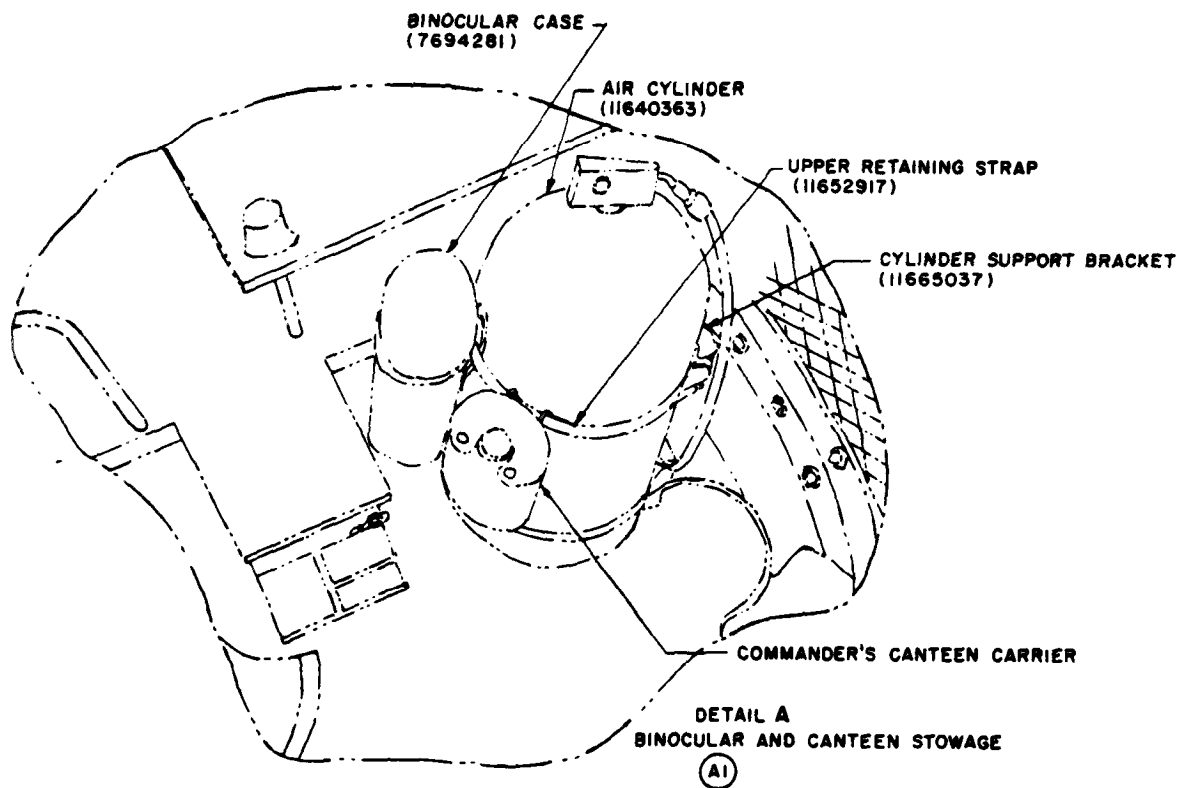 BINOCULAR CASE
(7694281)
AIR CYLINDER
(11640363)
UPPER RETAINING STRAP
(11652917)
CYLINDER SUPPORT BRACKET
(11665037)
COMMANDER'S CANTEEN CARRIER
DETAIL A
BINOCULAR AND CANTEEN STOWAGE
A1